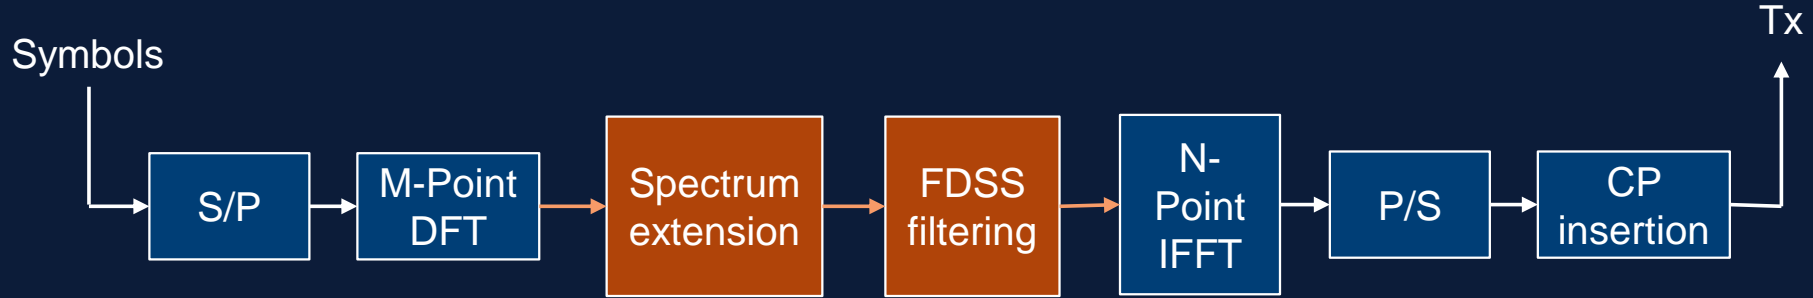 Symbols
S/P
M-Point
DFT
Spectrum
extension
FDSS
filtering
N-
Point
IFFT
P/S
CP
insertion
Tx